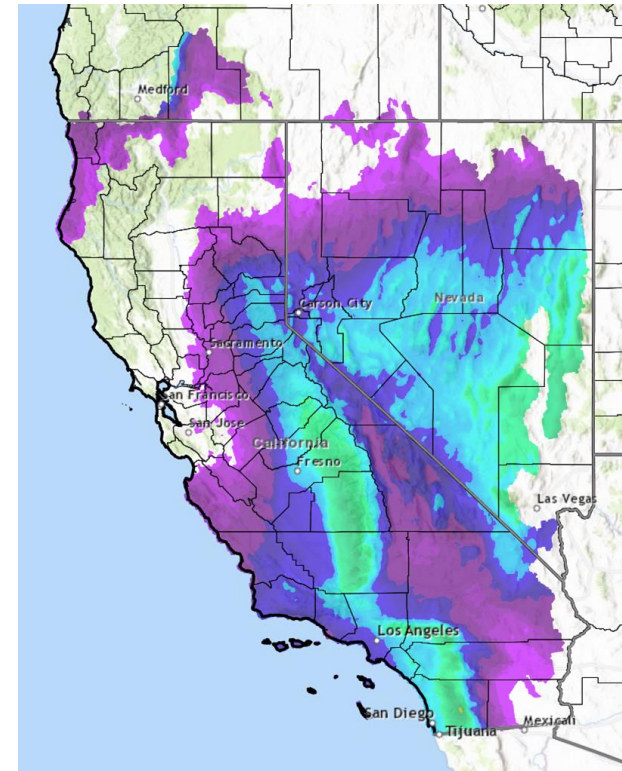 Medford
Carson City
Nevada
Sacramento
San Francisco
San Jose
California
Fresno
Las Vegas
Los Angeles
San Diego
Mexicali
Tijuana